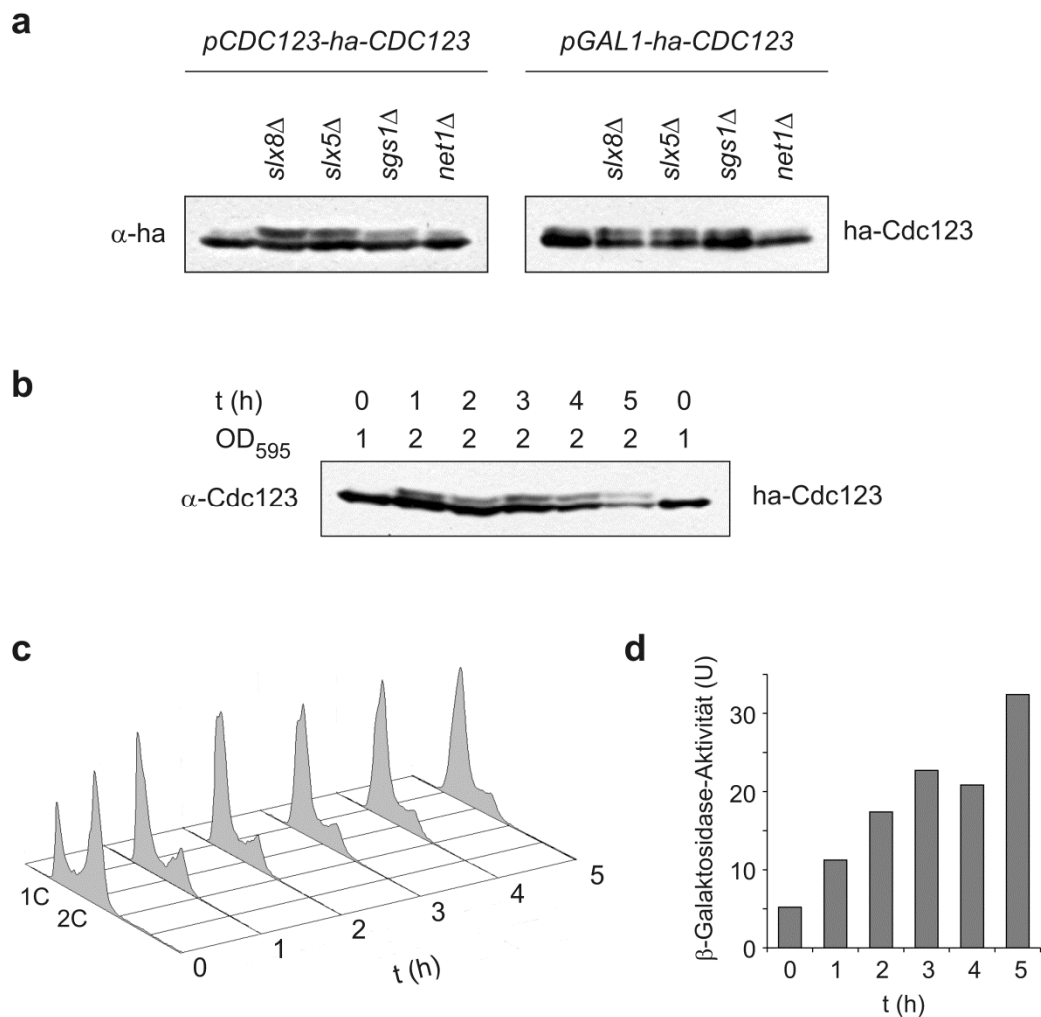 a
pCDC123-ha-CDC123 pGAL1-ha-CDC123
slx8Δ slx5Δ sgs1Δ net1Δ slx8Δ slx5Δ sgs1Δ net1Δ
α-ha ha-Cdc123
b
t (h) 0 1 2 3 4 5 0
OD595 1 2 2 2 2 2 1
α-Cdc123 ha-Cdc123
c
1C
2C
0 1 2 3 4 5
t (h)
d
β-Galaktosidase-Aktivität (U)
30
20
10
0
0 1 2 3 4 5
t (h)